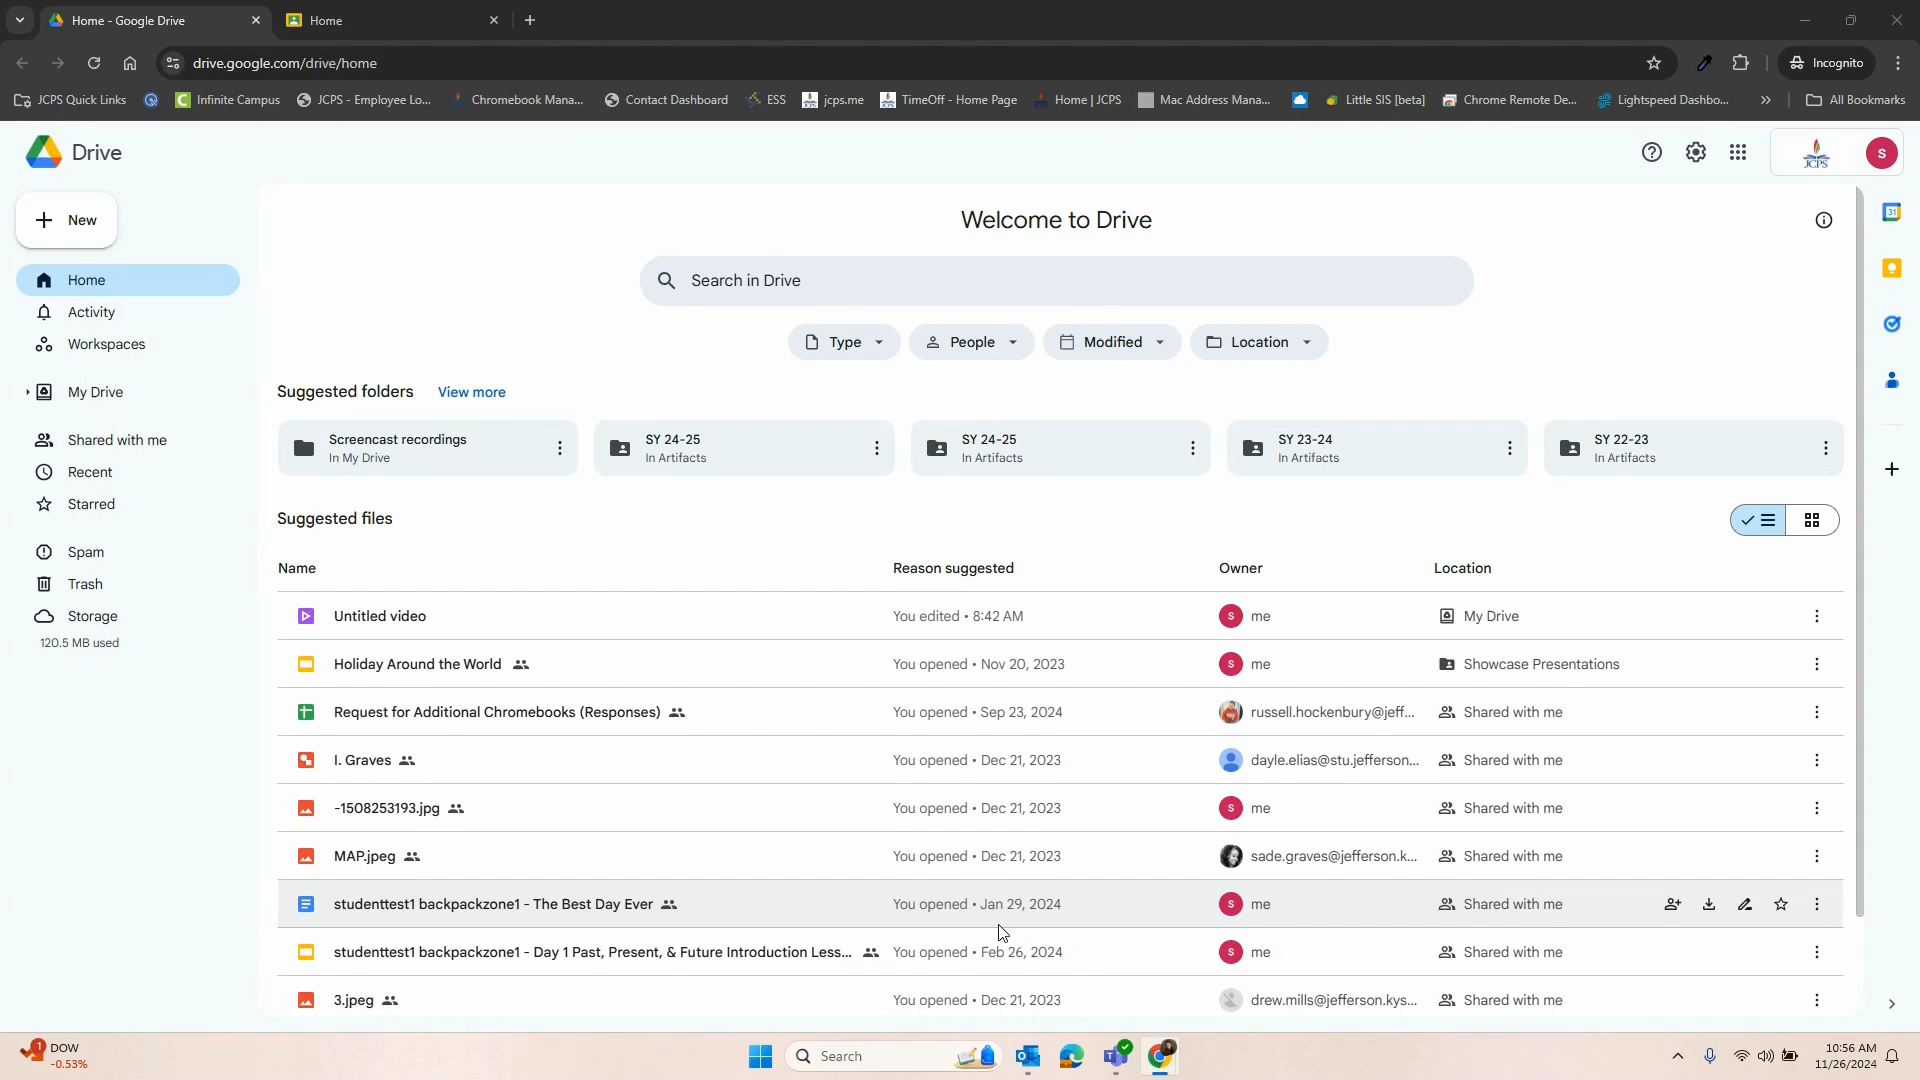 Home - Google Drive
Home
drive.google.com/drive/home
Incognito
JCPS Quick Links
Infinite Campus
JCPS - Employee Lo...
Chromebook Mana...
Contact Dashboard
ESS
jcps.me
TimeOff - Home Page
Home | JCPS
Mac Address Mana...
Little SIS [beta]
Chrome Remote De...
Lightspeed Dashbo...
All Bookmarks
Drive
JCPS
S
New
Home
Activity
Workspaces
My Drive
Shared with me
Recent
Starred
Spam
Trash
Storage
120.5 MB used
Welcome to Drive
Search in Drive
Type
People
Modified
Location
Suggested folders
View more
Screencast recordings
In My Drive
SY 24-25
In Artifacts
SY 24-25
In Artifacts
SY 23-24
In Artifacts
SY 22-23
In Artifacts
Suggested files
Name Reason suggested Owner Location
Untitled video You edited • 8:42 AM S me My Drive
Holiday Around the World You opened • Nov 20, 2023 S me Showcase Presentations
Request for Additional Chromebooks (Responses) You opened • Sep 23, 2024 russell.hockenbury@jeff... Shared with me
I. Graves You opened • Dec 21, 2023 dayle.elias@stu.jefferson... Shared with me
-1508253193.jpg You opened • Dec 21, 2023 S me Shared with me
MAP.jpeg You opened • Dec 21, 2023 sade.graves@jefferson.k... Shared with me
studenttest1 backpackzone1 - The Best Day Ever You opened • Jan 29, 2024 S me Shared with me
studenttest1 backpackzone1 - Day 1 Past, Present, & Future Introduction Less... You opened • Feb 26, 2024 S me Shared with me
3.jpeg You opened • Dec 21, 2023 drew.mills@jefferson.kys... Shared with me
31
1
DOW
-0.53%
Search
10:56 AM
11/26/2024